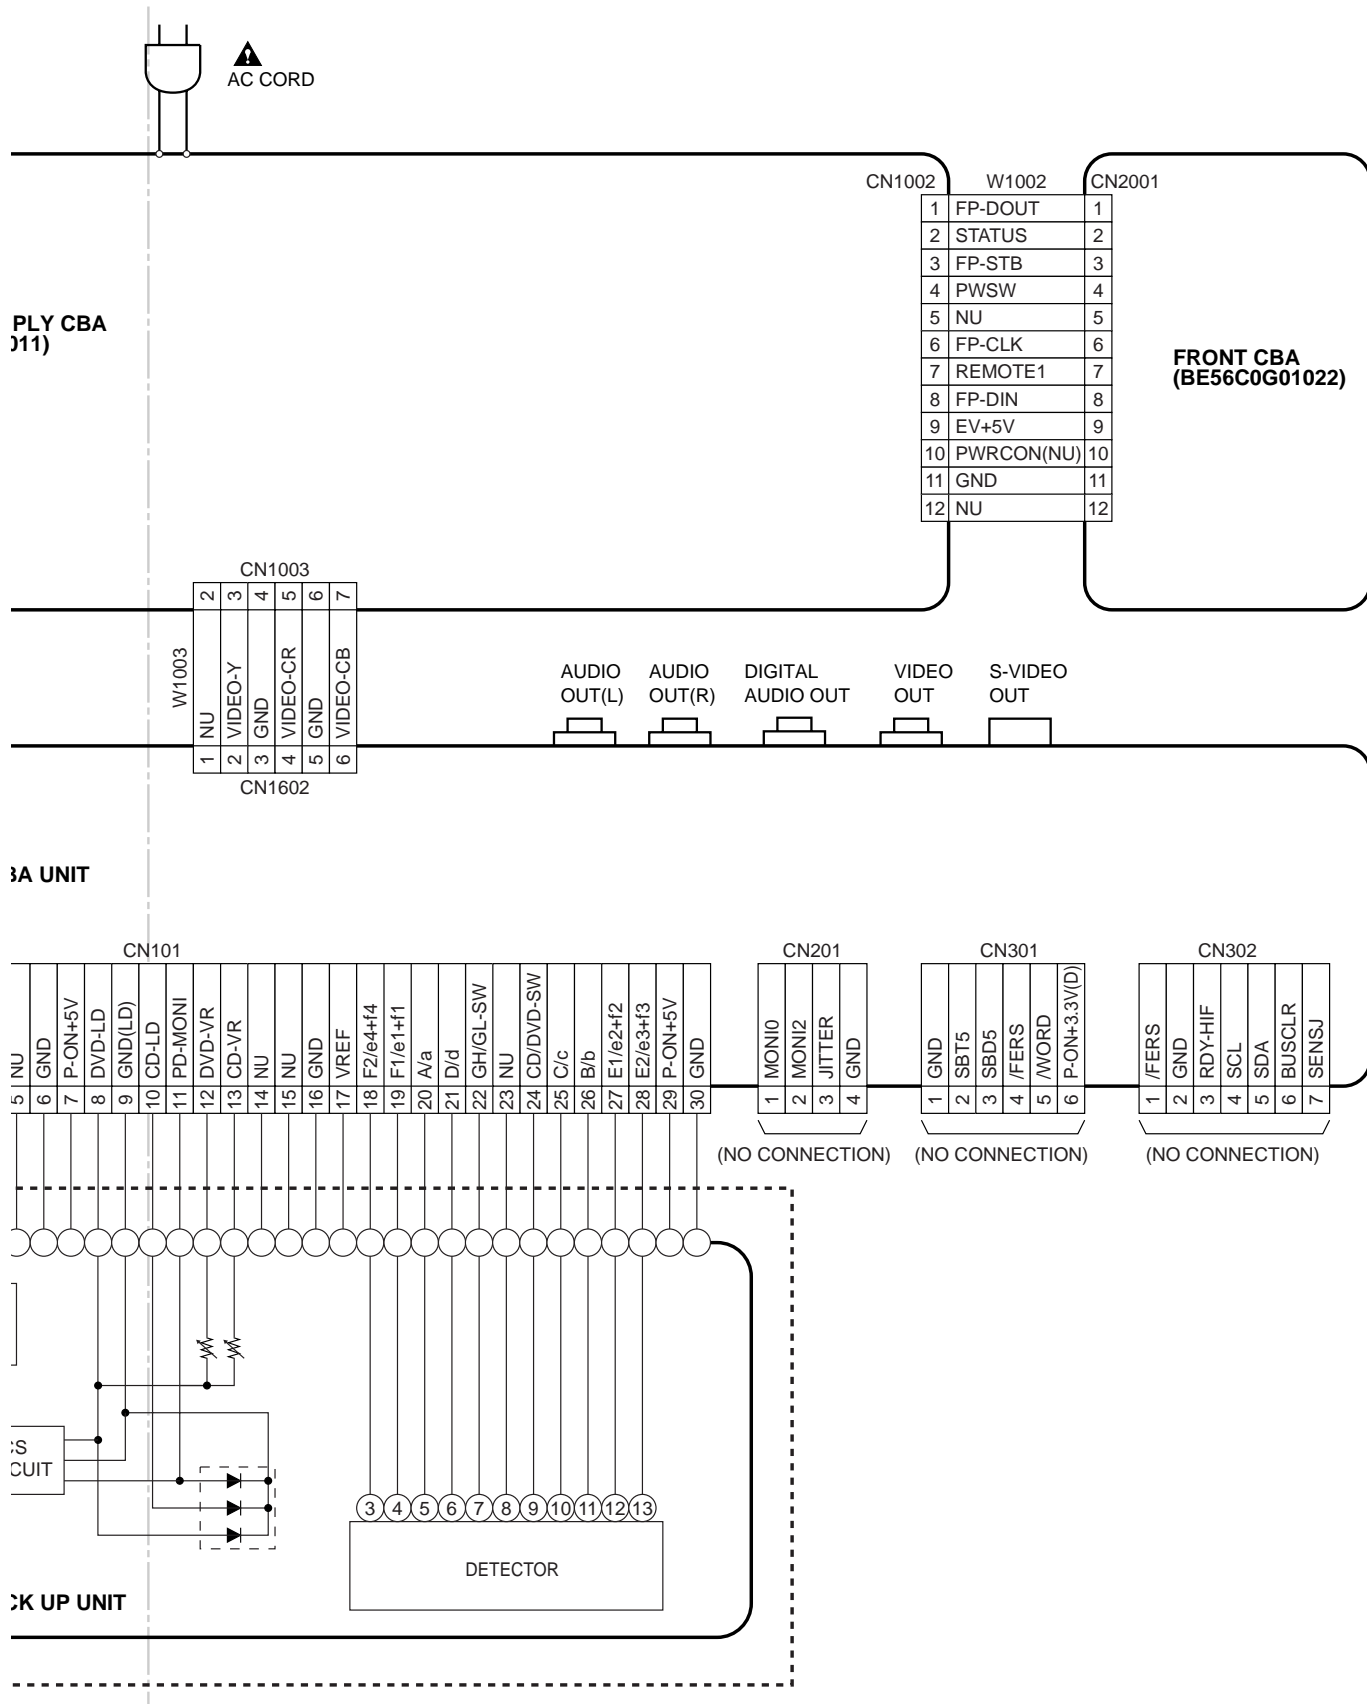 AC CORD
CN1002 W1002 CN2001
1 FP-DOUT 1
2 STATUS 2
3 FP-STB 3
4 PWSW 4
5 NU 5
6 FP-CLK 6
7 REMOTE1 7
8 FP-DIN 8
9 EV+5V 9
10 PWRCON(NU) 10
11 GND 11
12 NU 12
PLY CBA
011)
FRONT CBA
(BE56C0G01022)
CN1003
2 3 4 5 6 7
W1003
NU VIDEO-Y GND VIDEO-CR GND VIDEO-CB
1 2 3 4 5 6
CN1602
AUDIO
OUT(L)
AUDIO
OUT(R)
DIGITAL
AUDIO OUT
VIDEO
OUT
S-VIDEO
OUT
BA UNIT
CN101
5 NU
6 GND
7 P-ON+5V
8 DVD-LD
9 GND(LD)
10 CD-LD
11 PD-MONI
12 DVD-VR
13 CD-VR
14 NU
15 NU
16 GND
17 VREF
18 F2/e4+f4
19 F1/e1+f1
20 A/a
21 D/d
22 GH/GL-SW
23 NU
24 CD/DVD-SW
25 C/c
26 B/b
27 E1/e2+f2
28 E2/e3+f3
29 P-ON+5V
30 GND
CN201
1 MONI0
2 MONI2
3 JITTER
4 GND
(NO CONNECTION)
CN301
1 GND
2 SBT5
3 SBD5
4 /FERS
5 /WORD
6 P-ON+3.3V(D)
(NO CONNECTION)
CN302
1 /FERS
2 GND
3 RDY-HIF
4 SCL
5 SDA
6 BUSCLR
7 SENSJ
(NO CONNECTION)
CS
CUIT
3 4 5 6 7 8 9 10 11 12 13
DETECTOR
CK UP UNIT